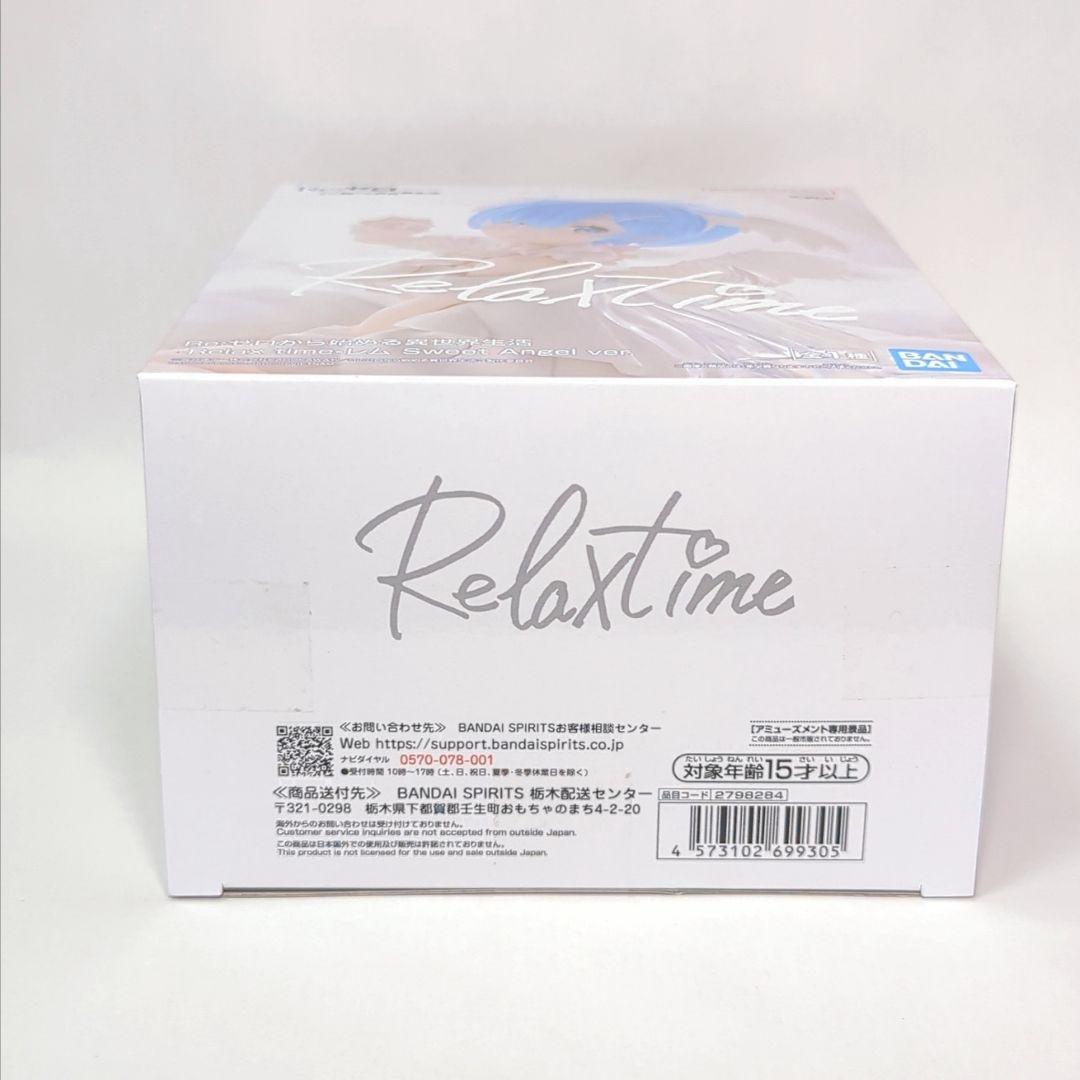 Relaxtime
Re:ゼロから始める異世界生活
-Relax time-レム Sweet Angel ver.
全1種
BAN
DAI
Relaxtime
≪お問い合わせ先≫ BANDAI SPIRITSお客様相談センター
Web https://support.bandaispirits.co.jp
ナビダイヤル 0570-078-001
●受付時間 10時～17時 (土、日、祝日、夏季・冬季休業日を除く)
≪商品送付先≫ BANDAI SPIRITS 栃木配送センター
〒321-0298 栃木県下都賀郡壬生町おもちゃのまち4-2-20
海外からのお問い合わせは受け付けておりません。
Customer service inquiries are not accepted from outside Japan.
この商品は日本国外での使用及び販売は許諾されておりません。
This product is not licensed for the use and sale outside Japan.
[アミューズメント専用景品]
この商品は一般市販されておりません。
たいしょうねんれい さいいじょう
対象年齢15才以上
品目コード 2798284
4 573102 699305